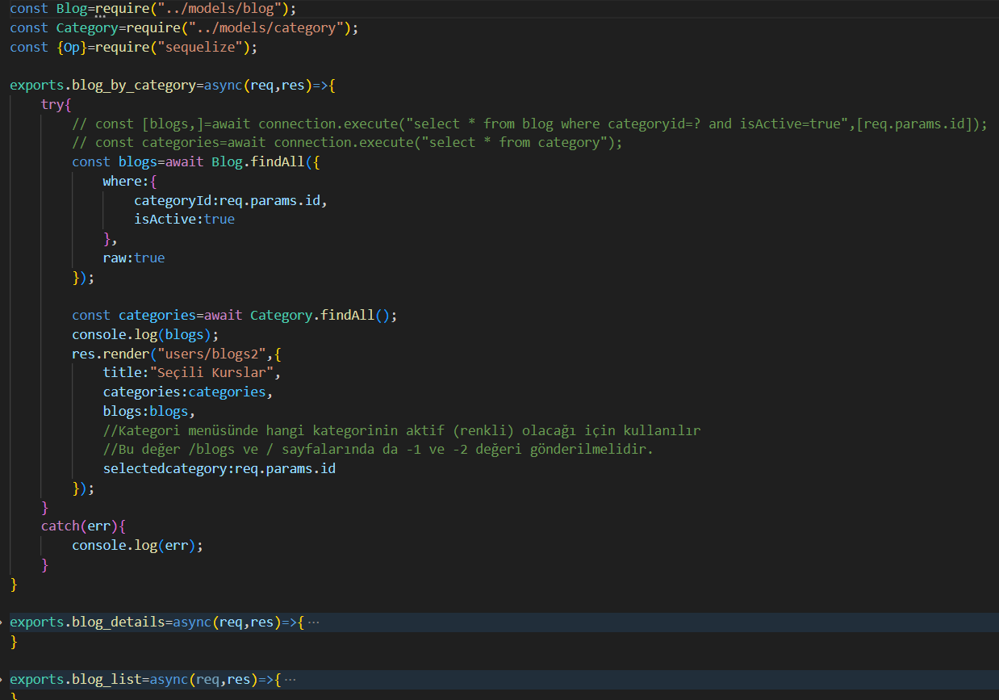 const Blog=require("../models/blog");
const Category=require("../models/category");
const {Op}=require("sequelize");

exports.blog_by_category=async(req,res)=>{
    try{
        // const [blogs,]=await connection.execute("select * from blog where categoryid=? and isActive=true",[req.params.id]);
        // const categories=await connection.execute("select * from category");
        const blogs=await Blog.findAll({
            where:{
                categoryId:req.params.id,
                isActive:true
            },
            raw:true
        });

        const categories=await Category.findAll();
        console.log(blogs);
        res.render("users/blogs2",{
            title:"Seçili Kurslar",
            categories:categories,
            blogs:blogs,
            //Kategori menüsünde hangi kategorinin aktif (renkli) olacağı için kullanılır
            //Bu değer /blogs ve / sayfalarında da -1 ve -2 değeri gönderilmelidir.
            selectedcategory:req.params.id
        });
    }
    catch(err){
        console.log(err);
    }
}

exports.blog_details=async(req,res)=>{ ···
}

exports.blog_list=async(req,res)=>{ ···
}